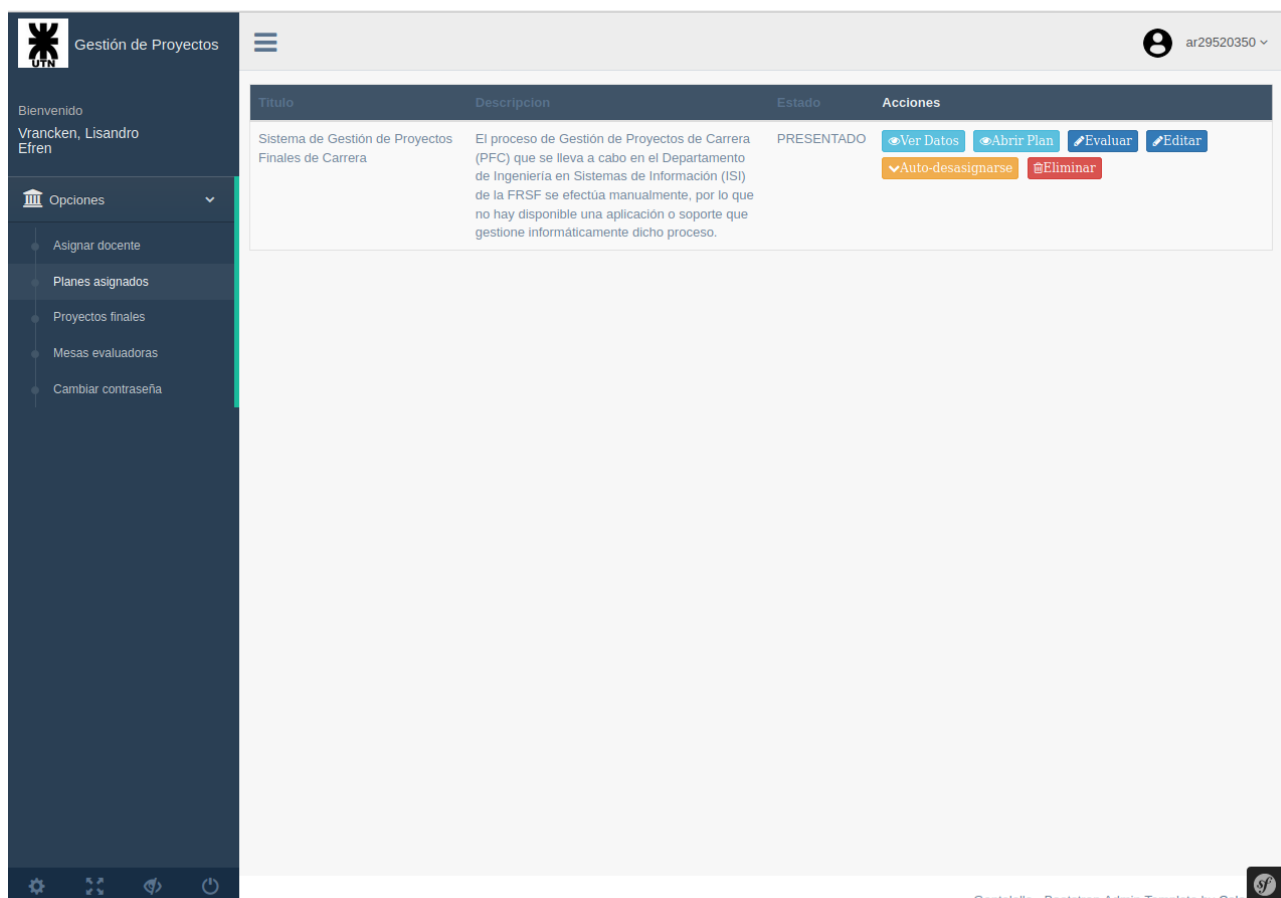 UTN
Gestión de Proyectos
ar29520350
Bienvenido
Vrancken, Lisandro
Efren
Opciones
Asignar docente
Planes asignados
Proyectos finales
Mesas evaluadoras
Cambiar contraseña
Titulo Descripcion Estado Acciones
Sistema de Gestión de Proyectos
Finales de Carrera
El proceso de Gestión de Proyectos de Carrera
(PFC) que se lleva a cabo en el Departamento
de Ingeniería en Sistemas de Información (ISI)
de la FRSF se efectúa manualmente, por lo que
no hay disponible una aplicación o soporte que
gestione informáticamente dicho proceso.
PRESENTADO
Ver Datos Abrir Plan Evaluar Editar
Auto-desasignarse Eliminar
sf